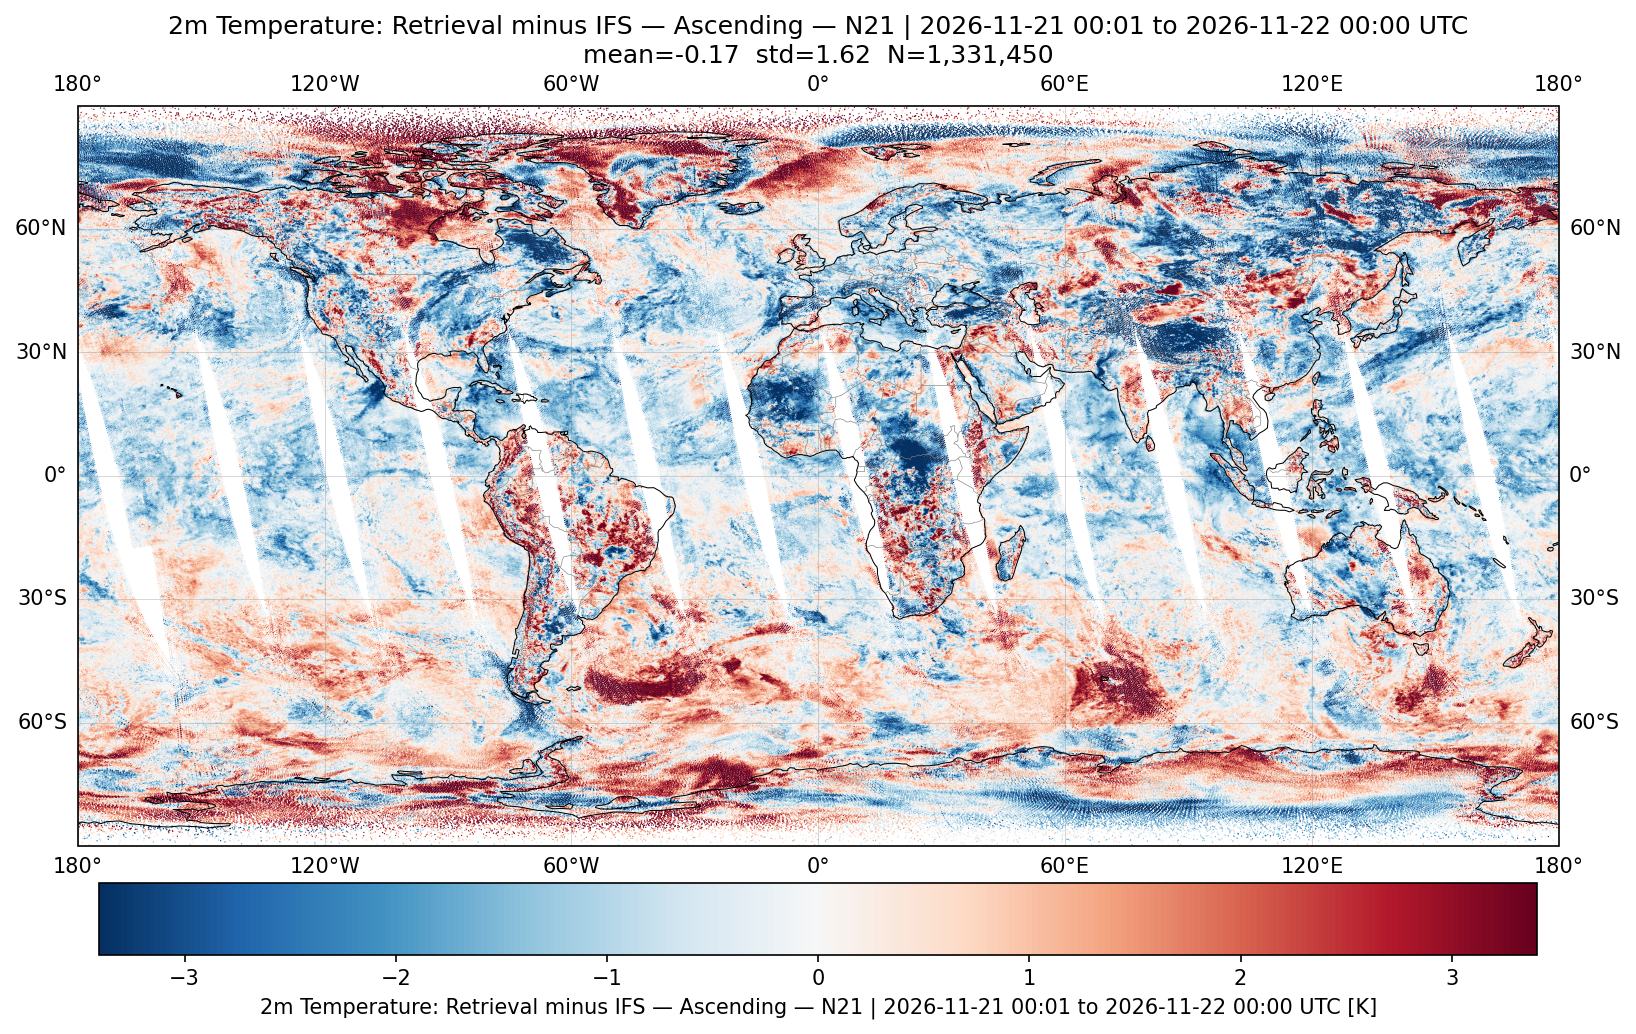 2m Temperature: Retrieval minus IFS — Ascending — N21 | 2026-11-21 00:01 to 2026-11-22 00:00 UTC
mean=-0.17  std=1.62  N=1,331,450
180° 120°W 60°W 0° 60°E 120°E 180°
60°N 60°N
30°N 30°N
0° 0°
30°S 30°S
60°S 60°S
180° 120°W 60°W 0° 60°E 120°E 180°
−3 −2 −1 0 1 2 3
2m Temperature: Retrieval minus IFS — Ascending — N21 | 2026-11-21 00:01 to 2026-11-22 00:00 UTC [K]